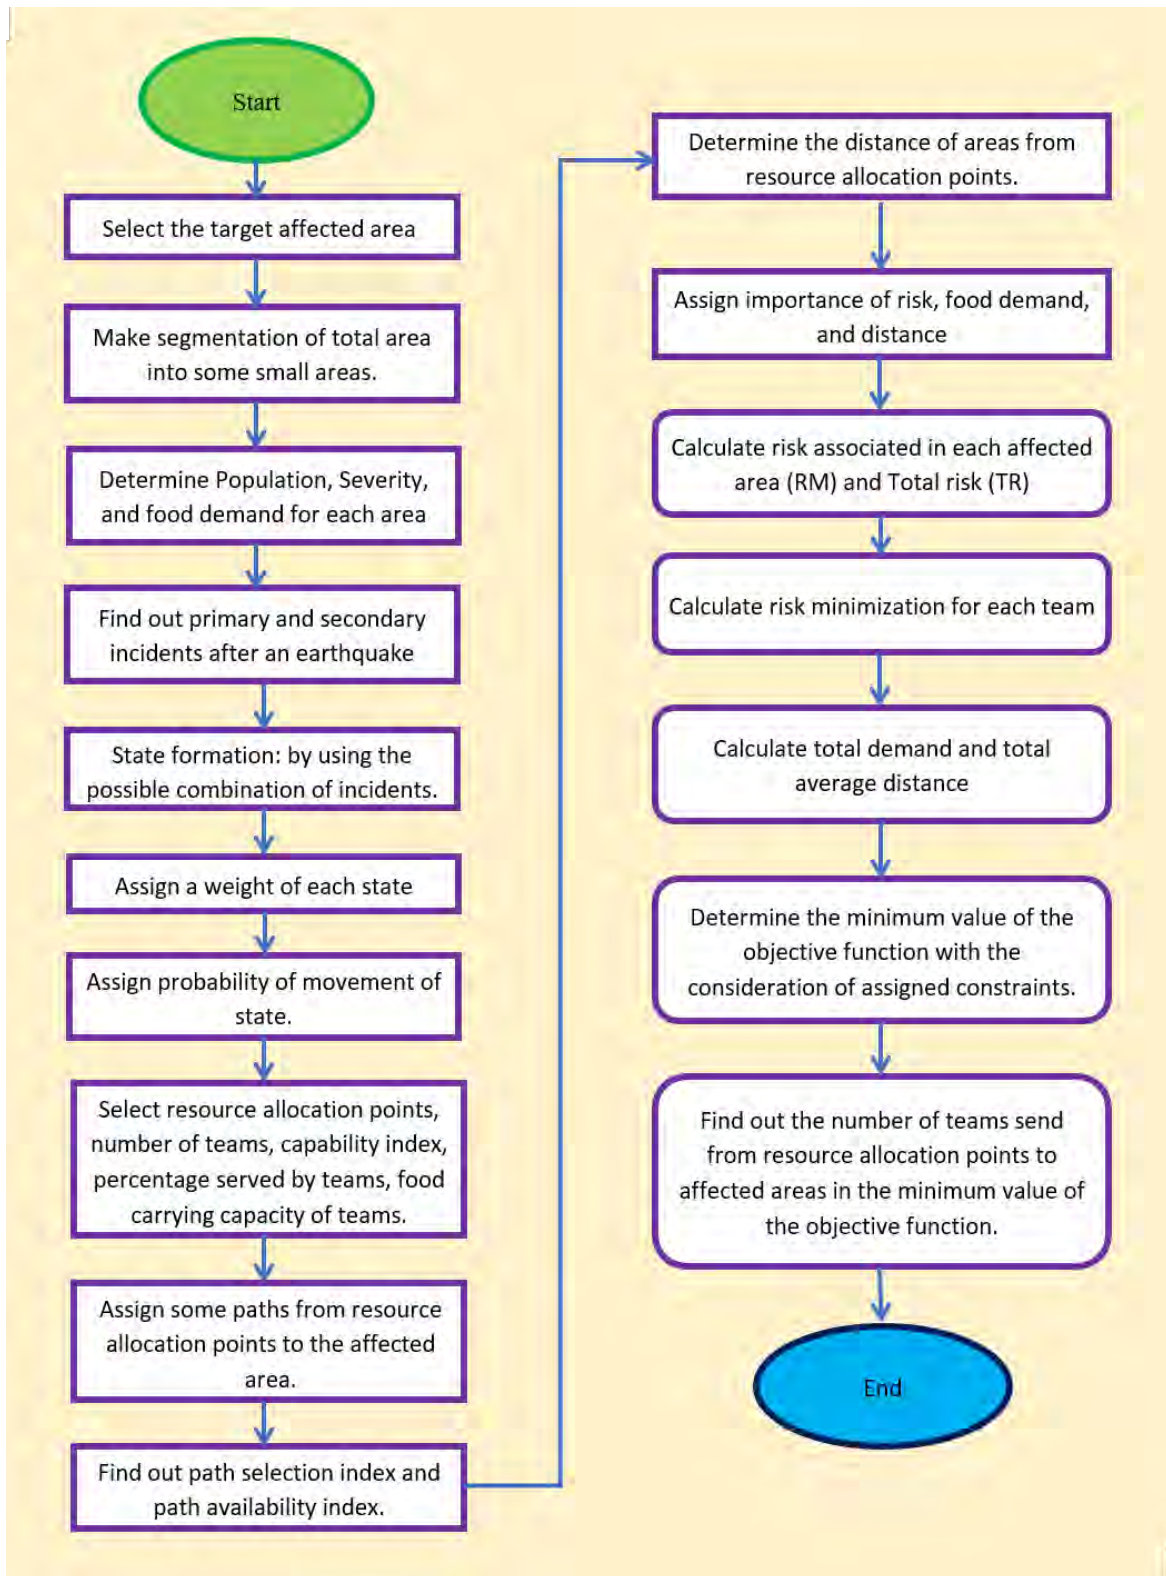 Start
Select the target affected area
Make segmentation of total area
into some small areas.
Determine Population, Severity,
and food demand for each area
Find out primary and secondary
incidents after an earthquake
State formation: by using the
possible combination of incidents.
Assign a weight of each state
Assign probability of movement of
state.
Select resource allocation points,
number of teams, capability index,
percentage served by teams, food
carrying capacity of teams.
Assign some paths from resource
allocation points to the affected
area.
Find out path selection index and
path availability index.
Determine the distance of areas from
resource allocation points.
Assign importance of risk, food demand,
and distance
Calculate risk associated in each affected
area (RM) and Total risk (TR)
Calculate risk minimization for each team
Calculate total demand and total
average distance
Determine the minimum value of the
objective function with the
consideration of assigned constraints.
Find out the number of teams send
from resource allocation points to
affected areas in the minimum value of
the objective function.
End